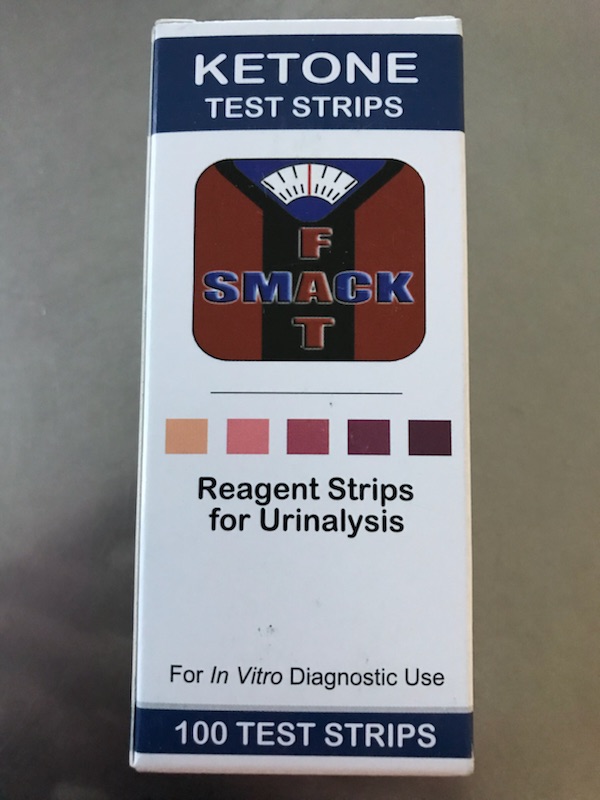 KETONE
TEST STRIPS
F
SMACK
T
Reagent Strips
for Urinalysis
For In Vitro Diagnostic Use
100 TEST STRIPS